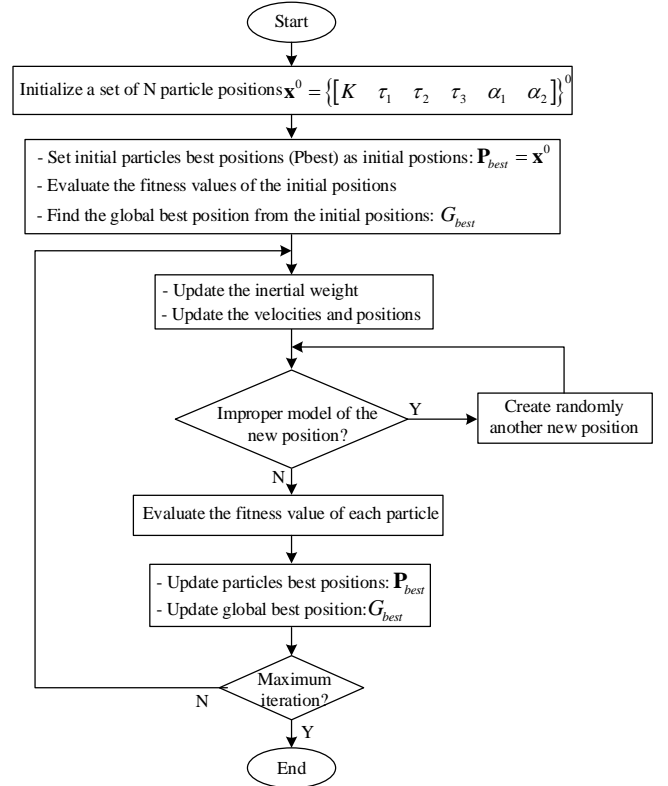 Start
Initialize a set of N particle positions 𝐱⁰ = {[K τ₁ τ₂ τ₃ α₁ α₂]}⁰
- Set initial particles best positions (Pbest) as initial postions: 𝐏_best = 𝐱⁰
- Evaluate the fitness values of the initial positions
- Find the global best position from the initial positions: G_best
- Update the inertial weight
- Update the velocities and positions
Improper model of the
new position?
Y
Create randomly
another new position
N
Evaluate the fitness value of each particle
- Update particles best positions: 𝐏_best
- Update global best position: G_best
Maximum
iteration?
N
Y
End